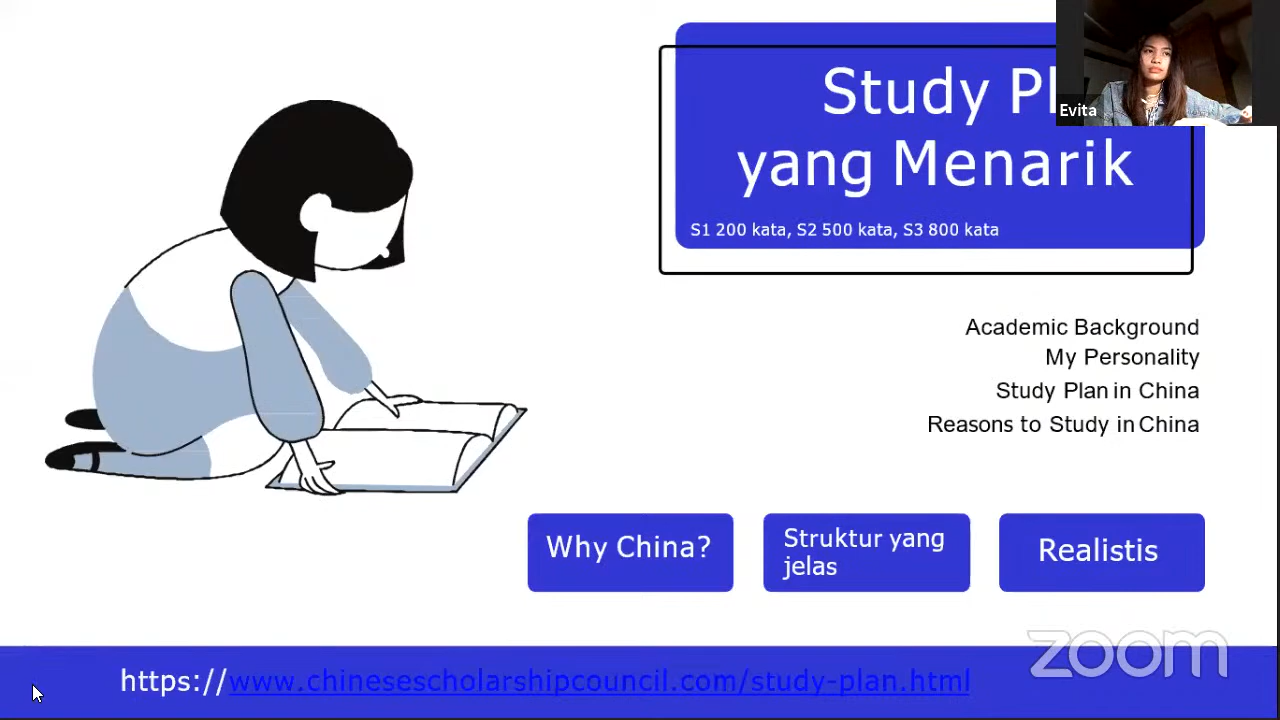 Study Pl
yang Menarik
S1 200 kata, S2 500 kata, S3 800 kata
Evita
Academic Background
My Personality
Study Plan in China
Reasons to Study in China
Why China?
Struktur yang
jelas
Realistis
zoom
https://www.chinesescholarshipcouncil.com/study-plan.html